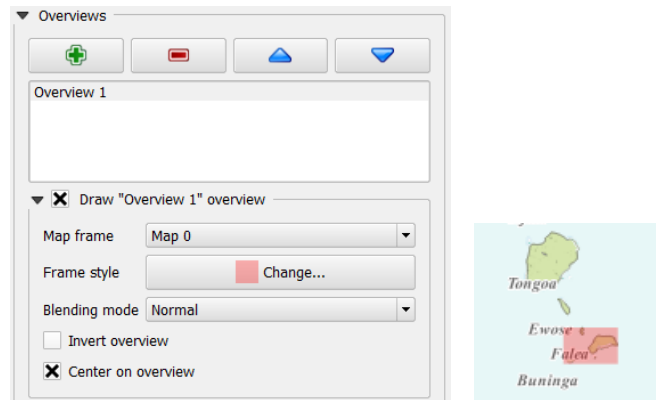 Overviews
Overview 1
Draw "Overview 1" overview
Map frame Map 0
Frame style Change...
Blending mode Normal
Invert overview
Center on overview
Tongoa
Ewose
Falea
Buninga